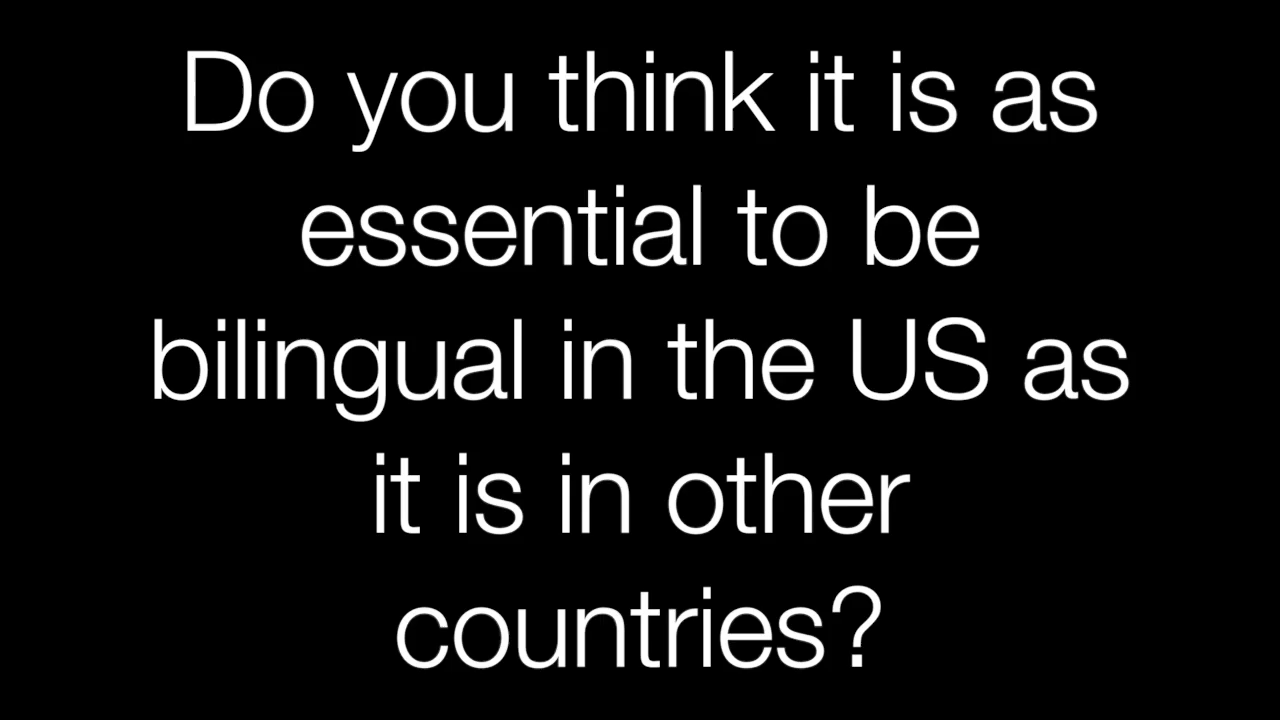 Do you think it is as
essential to be
bilingual in the US as
it is in other
countries?